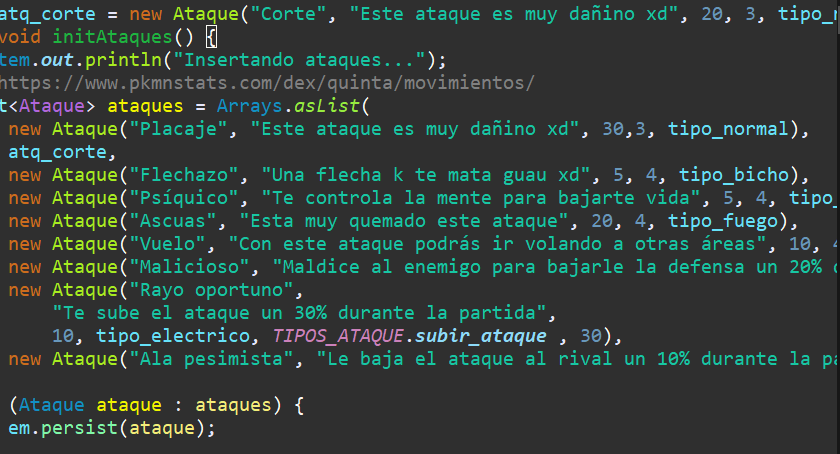 atq_corte = new Ataque("Corte", "Este ataque es muy dañino xd", 20, 3, tipo_
void initAtaques() {
tem.out.println("Insertando ataques...");
https://www.pkmnstats.com/dex/quinta/movimientos/
t<Ataque> ataques = Arrays.asList(
new Ataque("Placaje", "Este ataque es muy dañino xd", 30,3, tipo_normal),
atq_corte,
new Ataque("Flechazo", "Una flecha k te mata guau xd", 5, 4, tipo_bicho),
new Ataque("Psíquico", "Te controla la mente para bajarte vida", 5, 4, tipo_
new Ataque("Ascuas", "Esta muy quemado este ataque", 20, 4, tipo_fuego),
new Ataque("Vuelo", "Con este ataque podrás ir volando a otras áreas", 10,
new Ataque("Malicioso", "Maldice al enemigo para bajarle la defensa un 20%
new Ataque("Rayo oportuno",
"Te sube el ataque un 30% durante la partida",
10, tipo_electrico, TIPOS_ATAQUE.subir_ataque , 30),
new Ataque("Ala pesimista", "Le baja el ataque al rival un 10% durante la pa
(Ataque ataque : ataques) {
em.persist(ataque);